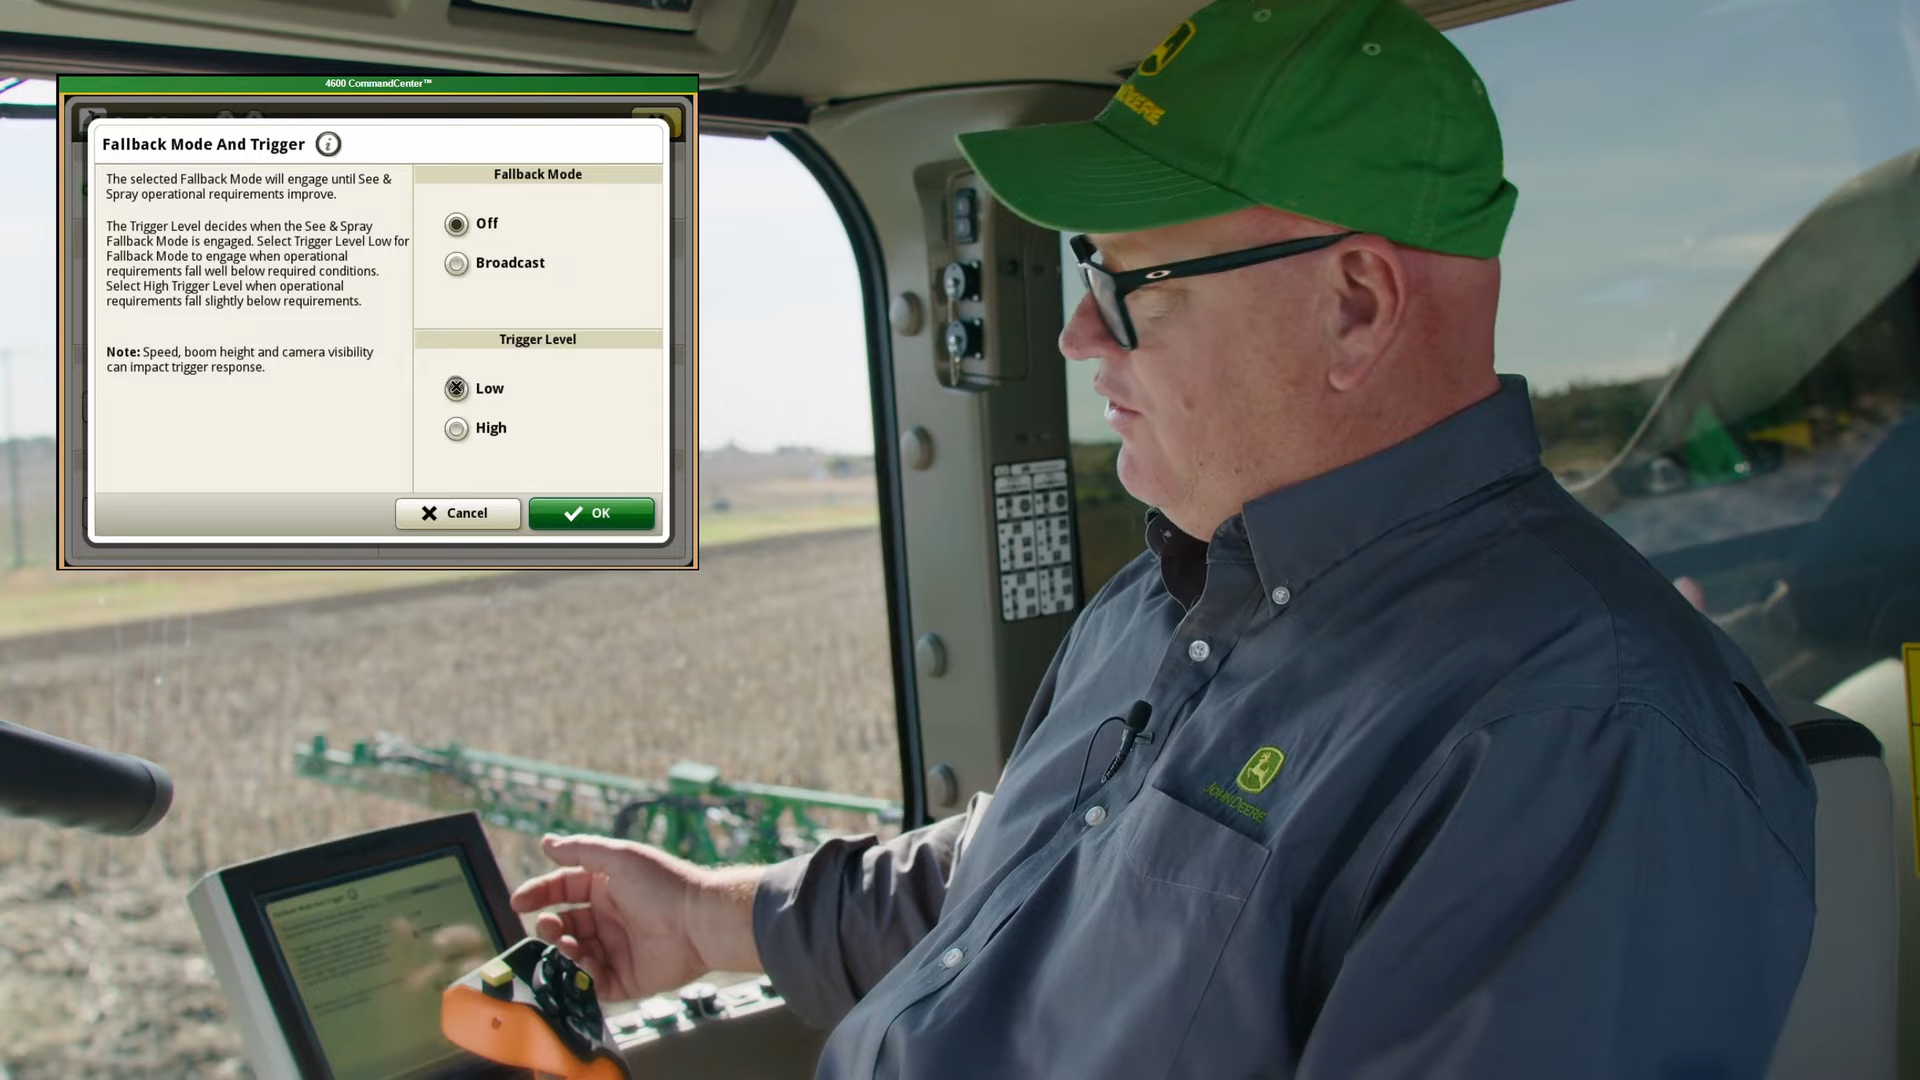 4600 CommandCenter™
Fallback Mode And Trigger
The selected Fallback Mode will engage until See &
Spray operational requirements improve.
The Trigger Level decides when the See & Spray
Fallback Mode is engaged. Select Trigger Level Low for
Fallback Mode to engage when operational
requirements fall well below required conditions.
Select High Trigger Level when operational
requirements fall slightly below requirements.
Note: Speed, boom height and camera visibility
can impact trigger response.
Fallback Mode
Off
Broadcast
Trigger Level
Low
High
Cancel
OK
DEERE
JOHN DEERE
Fallback Mode And Trigger